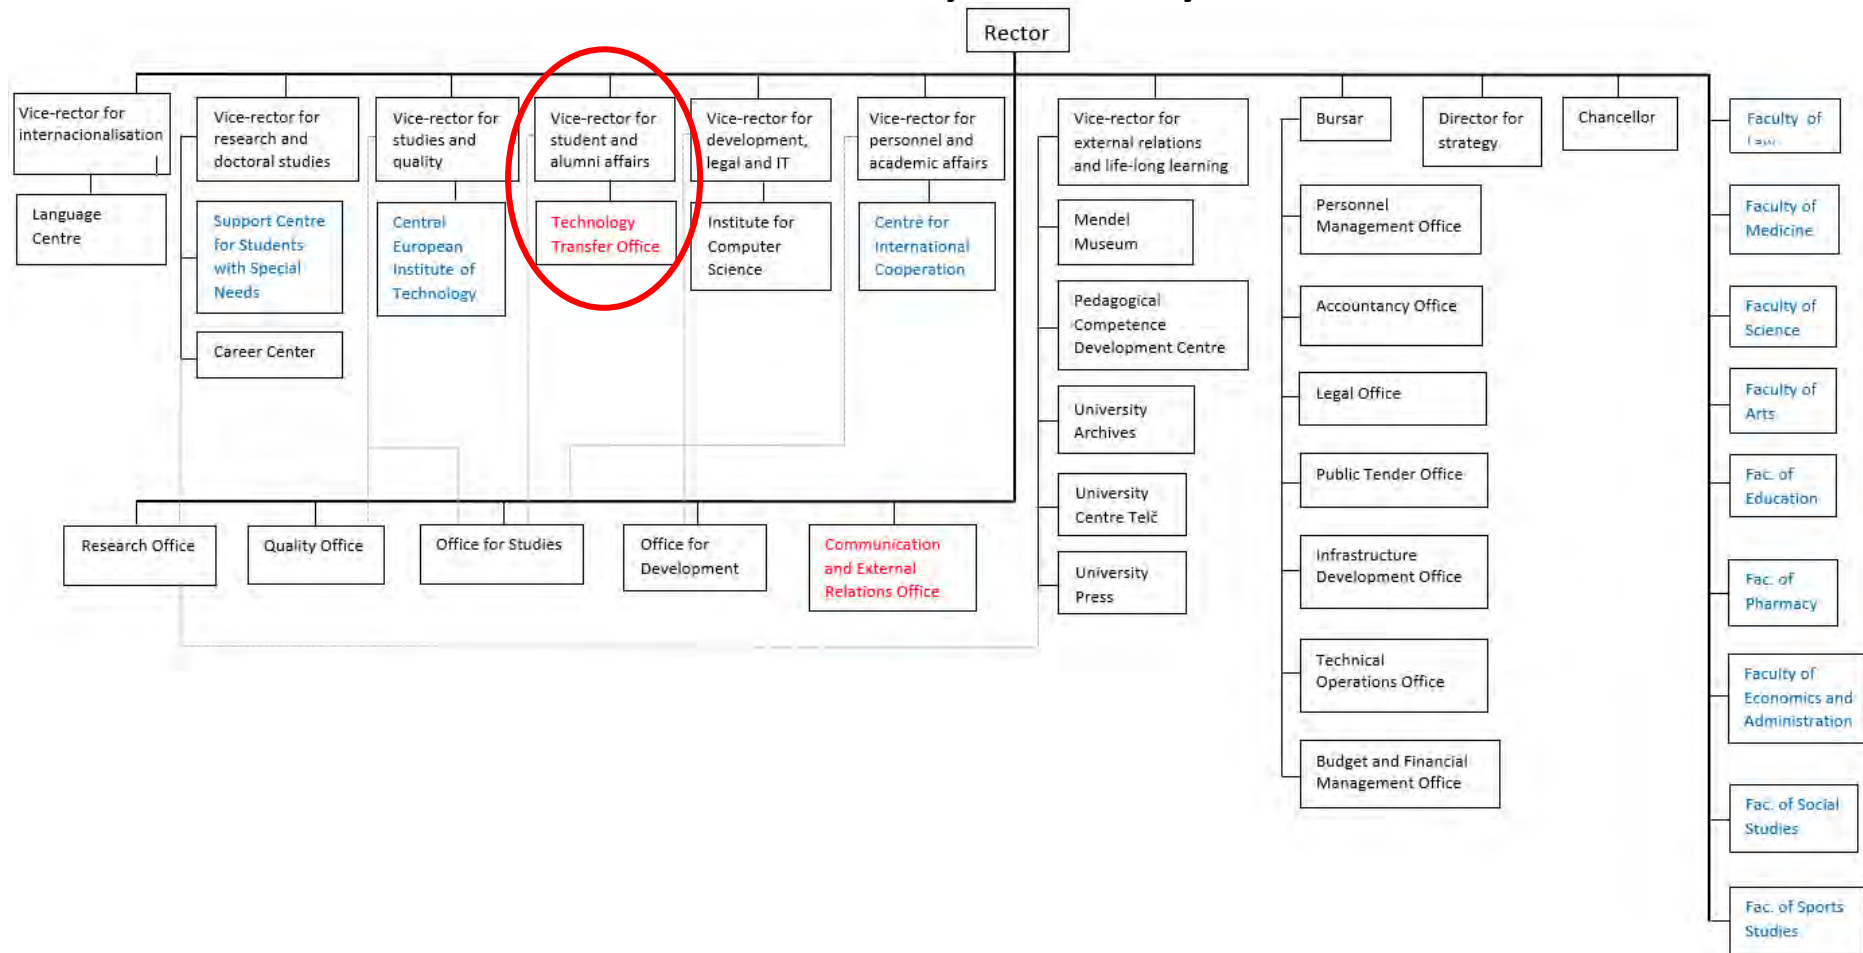 Rector
Vice-rector for
internacionalisation
Vice-rector for
research and
doctoral studies
Vice-rector for
studies and
quality
Vice-rector for
student and
alumni affairs
Vice-rector for
development,
legal and IT
Vice-rector for
personnel and
academic affairs
Vice-rector for
external relations
and life-long learning
Bursar
Director for
strategy
Chancellor
Faculty of
Language
Centre
Support Centre
for Students
with Special
Needs
Career Center
Central
European
Institute of
Technology
Technology
Transfer Office
Institute for
Computer
Science
Centre for
International
Cooperation
Mendel
Museum
Pedagogical
Competence
Development Centre
University
Archives
University
Centre Telč
University
Press
Personnel
Management Office
Accountancy Office
Legal Office
Public Tender Office
Infrastructure
Development Office
Technical
Operations Office
Budget and Financial
Management Office
Faculty of
Medicine
Faculty of
Science
Faculty of
Arts
Fac. of
Education
Fac. of
Pharmacy
Faculty of
Economics and
Administration
Fac. of Social
Studies
Fac. of Sports
Studies
Research Office
Quality Office
Office for Studies
Office for
Development
Communication
and External
Relations Office